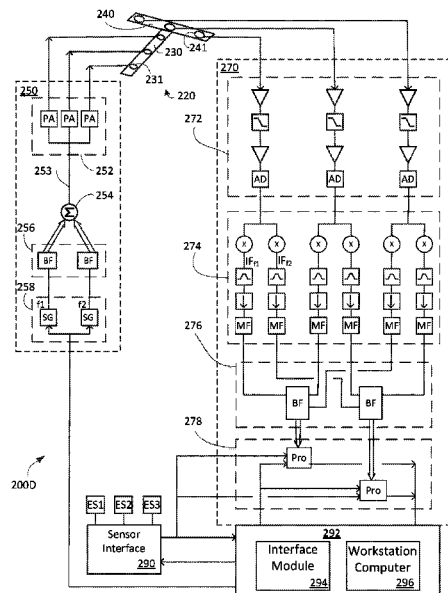 240
270
241
230
231
220
250
PA PA PA
272
252
253
254
Σ
AD AD AD
256
BF BF
x x x x x x
274
IFf1 IFf2
258
f1 f2
SG SG
MF MF MF MF MF MF
276
BF BF
278
Pro
Pro
200D
ES1 ES2 ES3
Sensor Interface
290
292
Interface Module
294
Workstation Computer
296